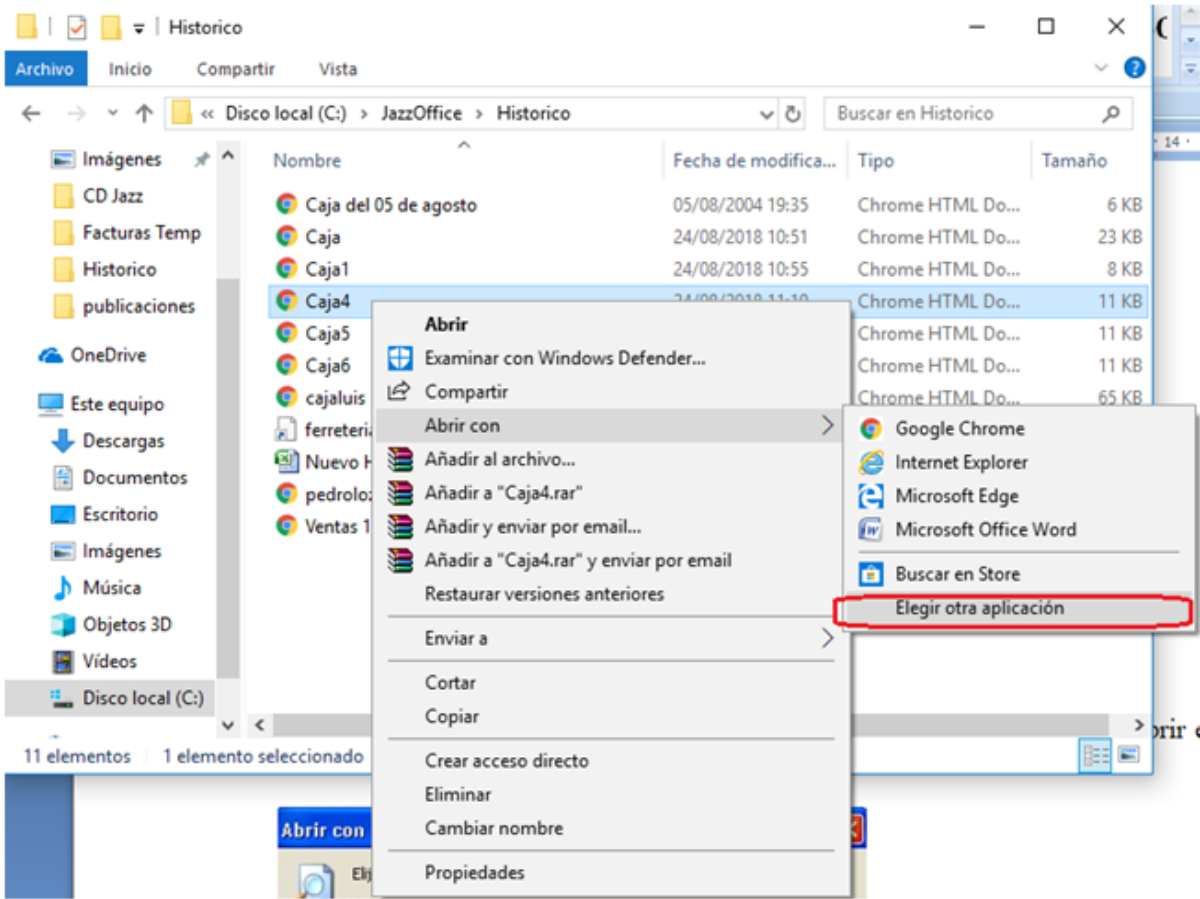 Historico
Archivo Inicio Compartir Vista
« Disco local (C:) > JazzOffice > Historico Buscar en Historico
14
Imágenes
CD Jazz
Facturas Temp
Historico
publicaciones
OneDrive
Este equipo
Descargas
Documentos
Escritorio
Imágenes
Música
Objetos 3D
Vídeos
Disco local (C:)
Nombre Fecha de modifica... Tipo Tamaño
Caja del 05 de agosto 05/08/2004 19:35 Chrome HTML Do... 6 KB
Caja 24/08/2018 10:51 Chrome HTML Do... 23 KB
Caja1 24/08/2018 10:55 Chrome HTML Do... 8 KB
Caja4 24/08/2018 11:10 Chrome HTML Do... 11 KB
Caja5 Chrome HTML Do... 11 KB
Caja6 Chrome HTML Do... 11 KB
cajaluis Chrome HTML Do... 65 KB
ferreteri
Nuevo H
pedroloz
Ventas 1
Abrir
Examinar con Windows Defender...
Compartir
Abrir con
Añadir al archivo...
Añadir a "Caja4.rar"
Añadir y enviar por email...
Añadir a "Caja4.rar" y enviar por email
Restaurar versiones anteriores
Enviar a
Cortar
Copiar
Crear acceso directo
Eliminar
Cambiar nombre
Propiedades
Google Chrome
Internet Explorer
Microsoft Edge
Microsoft Office Word
Buscar en Store
Elegir otra aplicación
11 elementos 1 elemento seleccionado
Abrir con